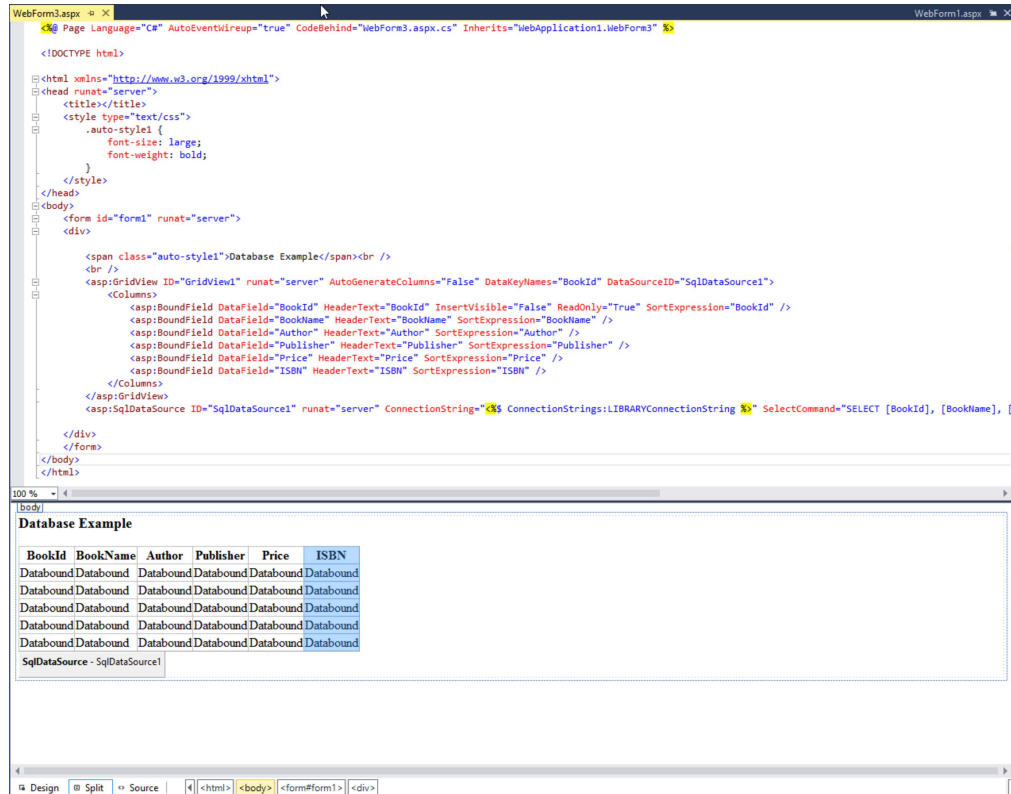 WebForm3.aspx
WebForm1.aspx
<%@ Page Language="C#" AutoEventWireup="true" CodeBehind="WebForm3.aspx.cs" Inherits="WebApplication1.WebForm3" %>
<!DOCTYPE html>
<html xmlns="http://www.w3.org/1999/xhtml">
<head runat="server">
<title></title>
<style type="text/css">
.auto-style1 {
font-size: large;
font-weight: bold;
}
</style>
</head>
<body>
<form id="form1" runat="server">
<div>
<span class="auto-style1">Database Example</span><br />
<br />
<asp:GridView ID="GridView1" runat="server" AutoGenerateColumns="False" DataKeyNames="BookId" DataSourceID="SqlDataSource1">
<Columns>
<asp:BoundField DataField="BookId" HeaderText="BookId" InsertVisible="False" ReadOnly="True" SortExpression="BookId" />
<asp:BoundField DataField="BookName" HeaderText="BookName" SortExpression="BookName" />
<asp:BoundField DataField="Author" HeaderText="Author" SortExpression="Author" />
<asp:BoundField DataField="Publisher" HeaderText="Publisher" SortExpression="Publisher" />
<asp:BoundField DataField="Price" HeaderText="Price" SortExpression="Price" />
<asp:BoundField DataField="ISBN" HeaderText="ISBN" SortExpression="ISBN" />
</Columns>
</asp:GridView>
<asp:SqlDataSource ID="SqlDataSource1" runat="server" ConnectionString="<%$ ConnectionStrings:LIBRARYConnectionString %>" SelectCommand="SELECT [BookId], [BookName], [
</div>
</form>
</body>
</html>
100 %
body
Database Example
BookId BookName Author Publisher Price ISBN
Databound Databound Databound Databound Databound Databound
Databound Databound Databound Databound Databound Databound
Databound Databound Databound Databound Databound Databound
Databound Databound Databound Databound Databound Databound
Databound Databound Databound Databound Databound Databound
SqlDataSource - SqlDataSource1
Design Split Source <html> <body> <form#form1> <div>